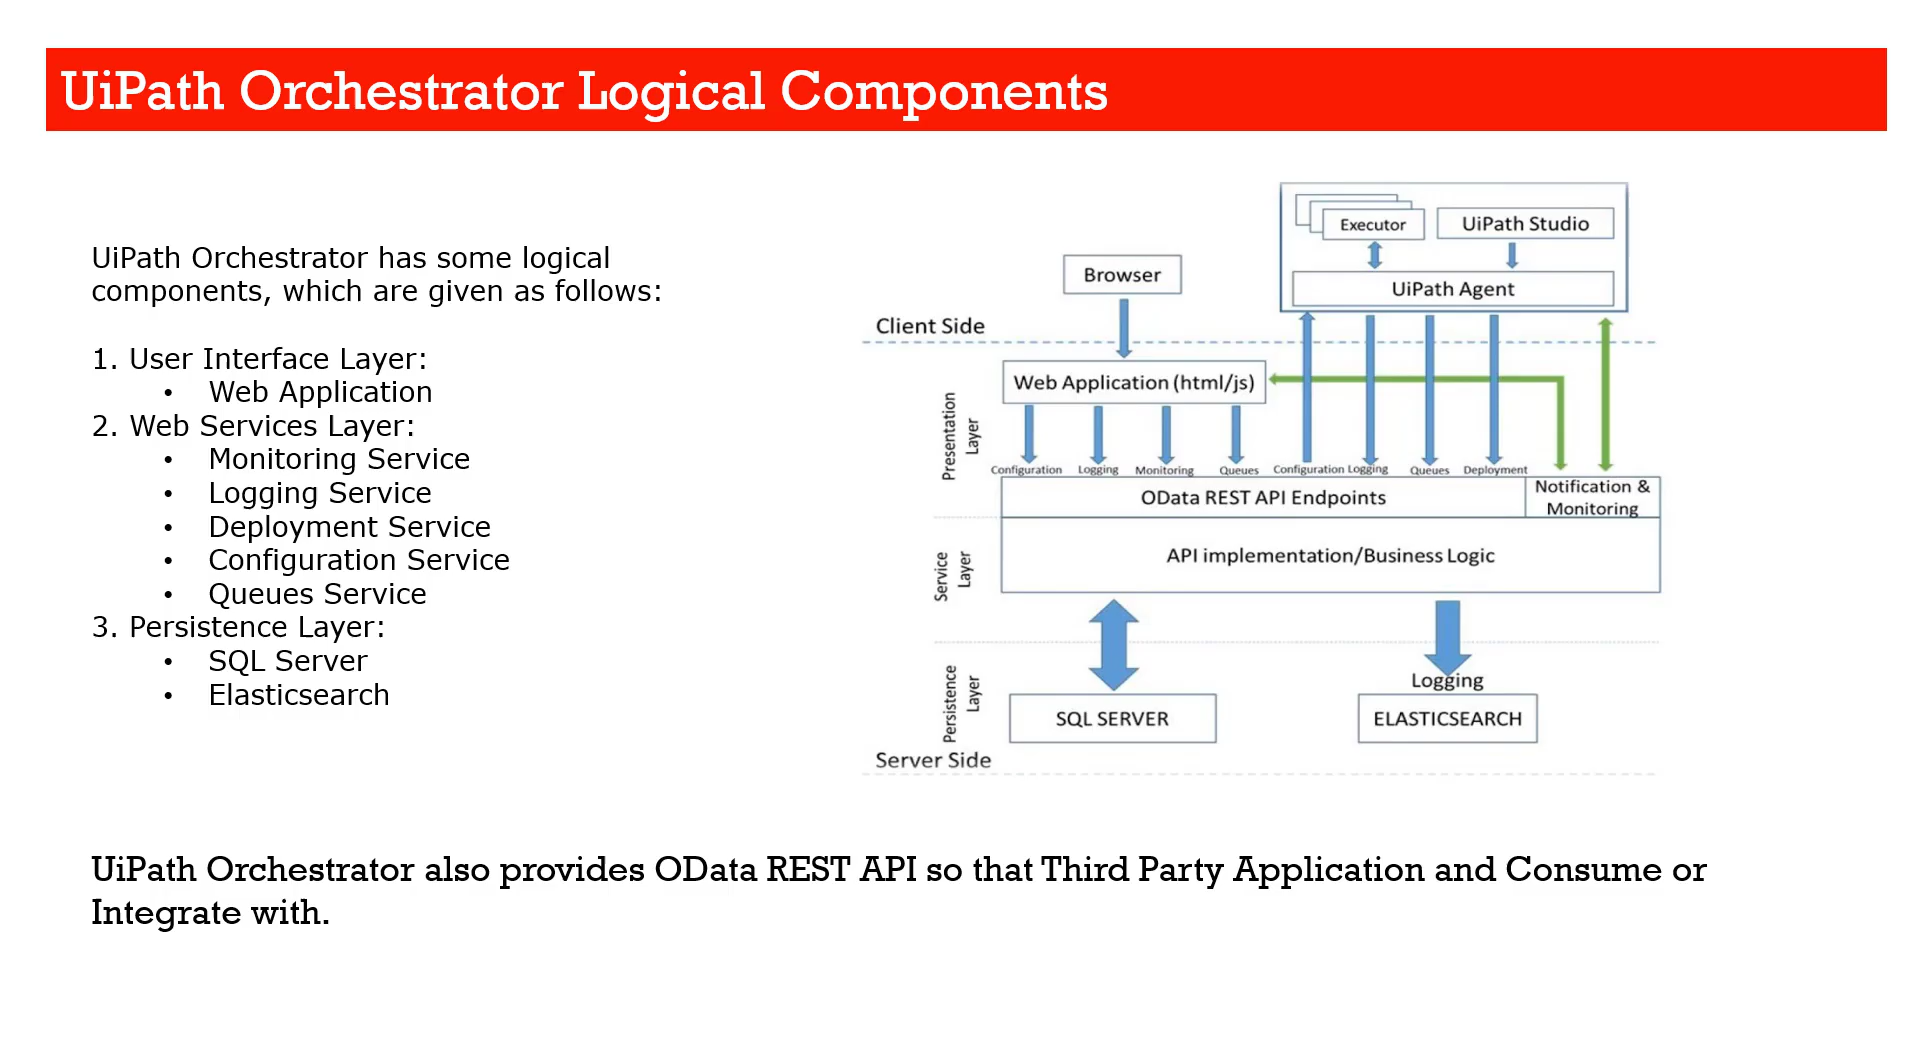 UiPath Orchestrator Logical Components
UiPath Orchestrator has some logical
components, which are given as follows:
1. User Interface Layer:
• Web Application
2. Web Services Layer:
• Monitoring Service
• Logging Service
• Deployment Service
• Configuration Service
• Queues Service
3. Persistence Layer:
• SQL Server
• Elasticsearch
Executor
UiPath Studio
Browser
UiPath Agent
Client Side
Web Application (html/js)
Presentation
Layer
Configuration
Logging
Monitoring
Queues
Configuration
Logging
Queues
Deployment
OData REST API Endpoints
Notification &
Monitoring
Service
Layer
API implementation/Business Logic
Persistence
Layer
Logging
SQL SERVER
ELASTICSEARCH
Server Side
UiPath Orchestrator also provides OData REST API so that Third Party Application and Consume or
Integrate with.